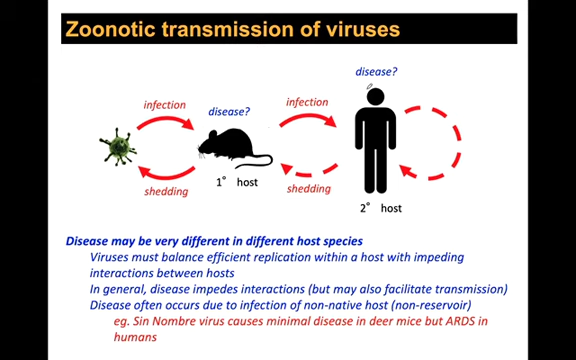 Zoonotic transmission of viruses
disease?
infection
disease?
infection
shedding
1° host
shedding
2° host
Disease may be very different in different host species
Viruses must balance efficient replication within a host with impeding
interactions between hosts
In general, disease impedes interactions (but may also facilitate transmission)
Disease often occurs due to infection of non-native host (non-reservoir)
eg. Sin Nombre virus causes minimal disease in deer mice but ARDS in
humans